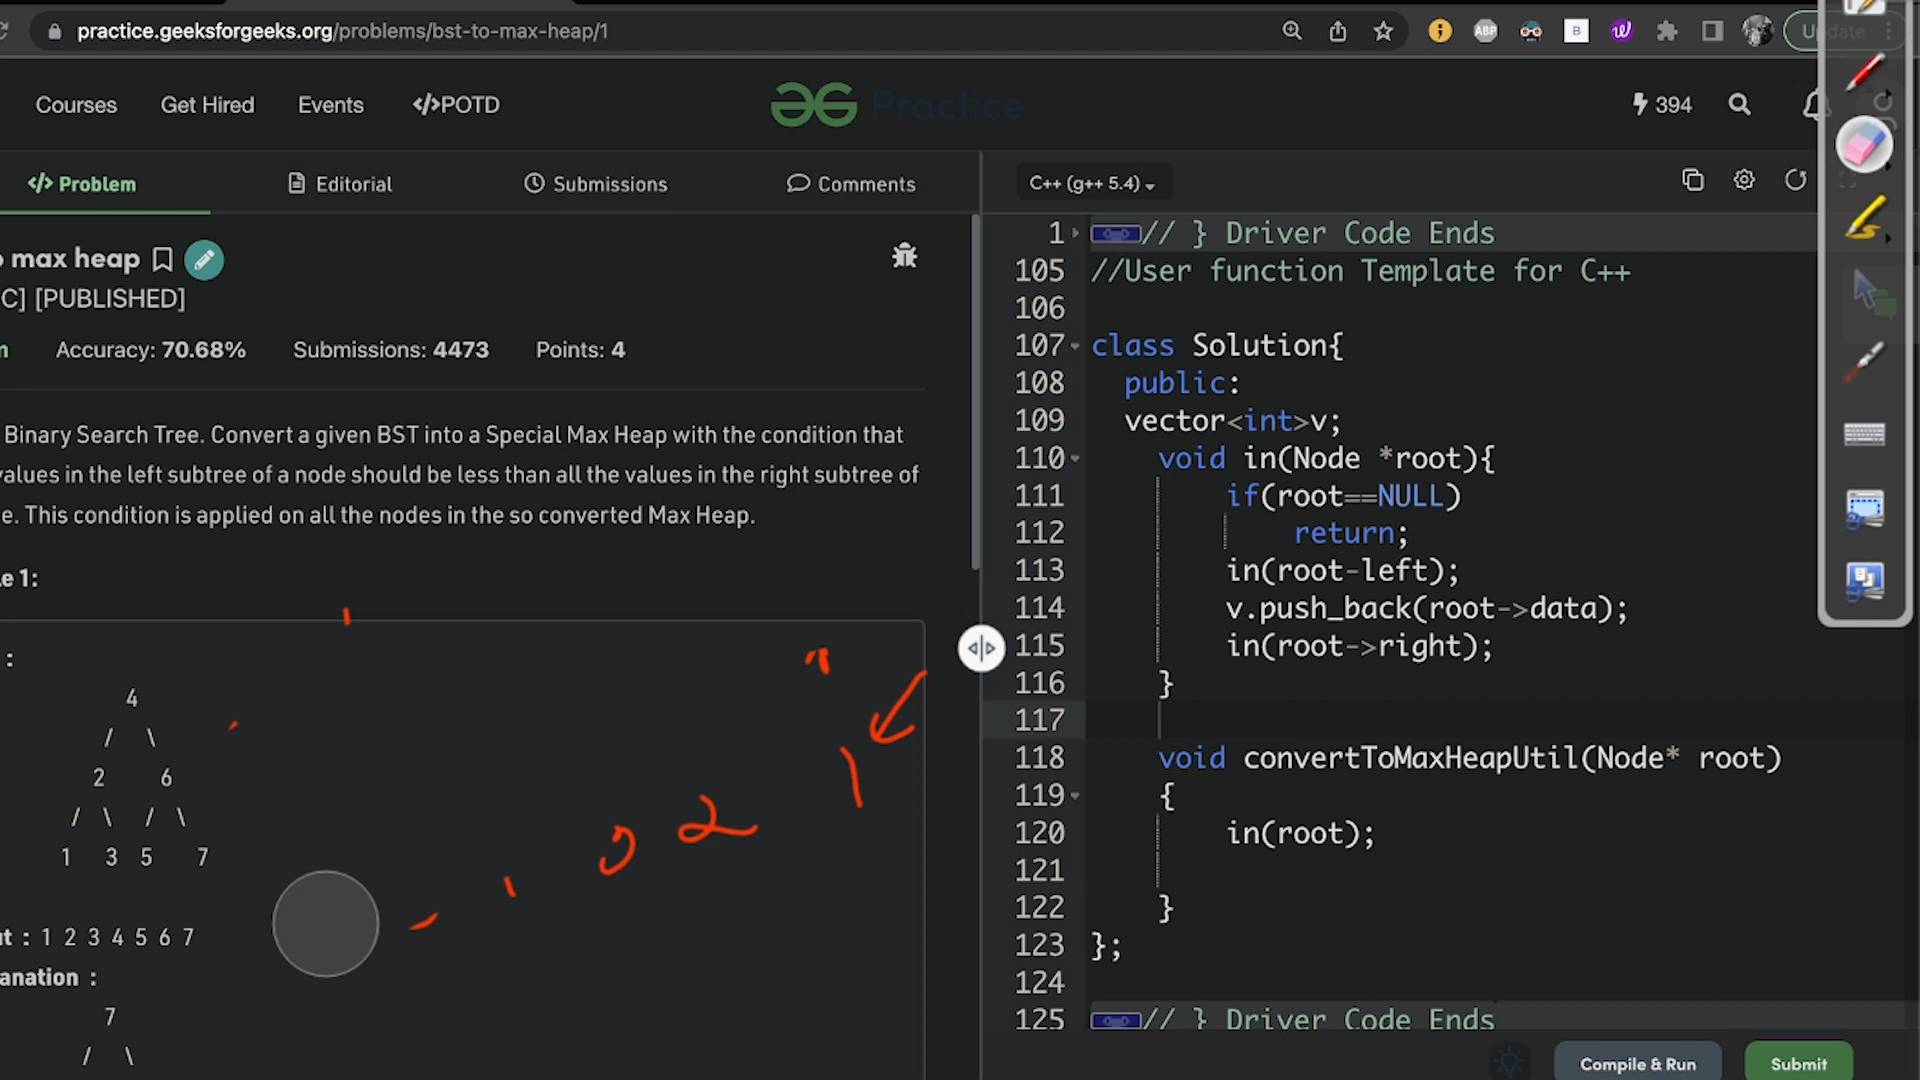 practice.geeksforgeeks.org/problems/bst-to-max-heap/1
ABP
B
Update
Courses
Get Hired
Events
</>POTD
Practice
394
</> Problem
Editorial
Submissions
Comments
C++ (g++ 5.4)
max heap
C] [PUBLISHED]
Accuracy: 70.68%
Submissions: 4473
Points: 4
Binary Search Tree. Convert a given BST into a Special Max Heap with the condition that
values in the left subtree of a node should be less than all the values in the right subtree of
e. This condition is applied on all the nodes in the so converted Max Heap.
le 1:
:
4
/ \
2 6
/ \ / \
1 3 5 7
ut : 1 2 3 4 5 6 7
anation :
7
/ \
2
1
1 // } Driver Code Ends
105 //User function Template for C++
106
107 class Solution{
108 public:
109 vector<int>v;
110 void in(Node *root){
111 if(root==NULL)
112 return;
113 in(root-left);
114 v.push_back(root->data);
115 in(root->right);
116 }
117
118 void convertToMaxHeapUtil(Node* root)
119 {
120 in(root);
121
122 }
123 };
124
125 // } Driver Code Ends
Compile & Run
Submit